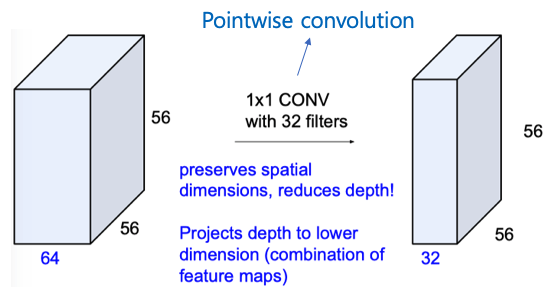 Pointwise convolution
1x1 CONV
with 32 filters
56
56
64
preserves spatial
dimensions, reduces depth!
Projects depth to lower
dimension (combination of
feature maps)
56
56
32